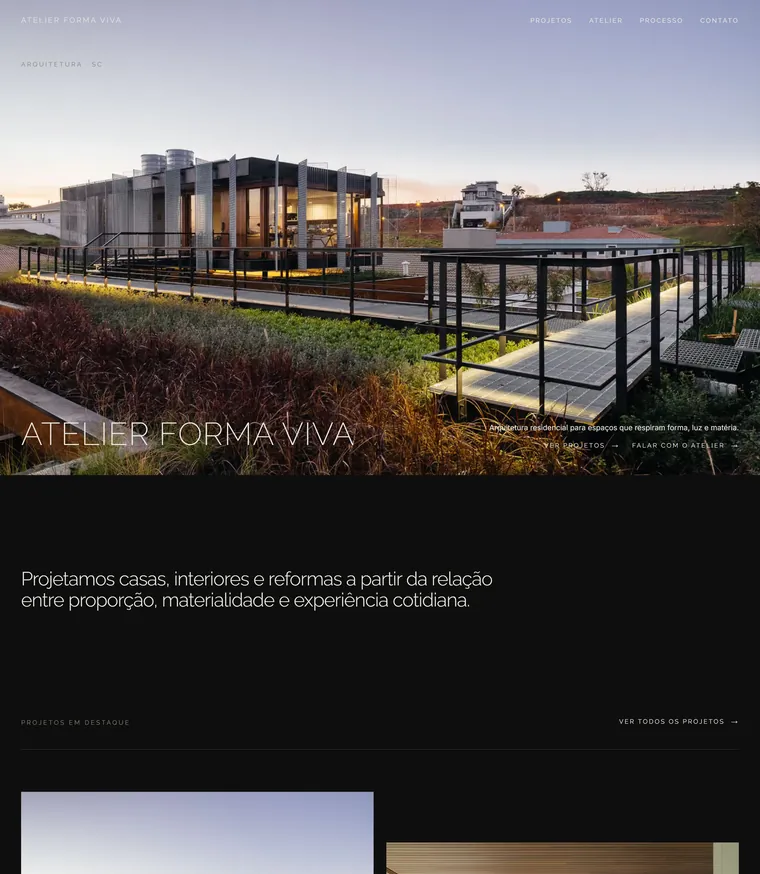 ATELIER FORMA VIVA
PROJETOS ATELIER PROCESSO CONTATO
ARQUITETURA SC
ATELIER FORMA VIVA
Arquitetura residencial para espaços que respiram forma, luz e matéria.
VER PROJETOS → FALAR COM O ATELIER →
Projetamos casas, interiores e reformas a partir da relação
entre proporção, materialidade e experiência cotidiana.
PROJETOS EM DESTAQUE
VER TODOS OS PROJETOS →